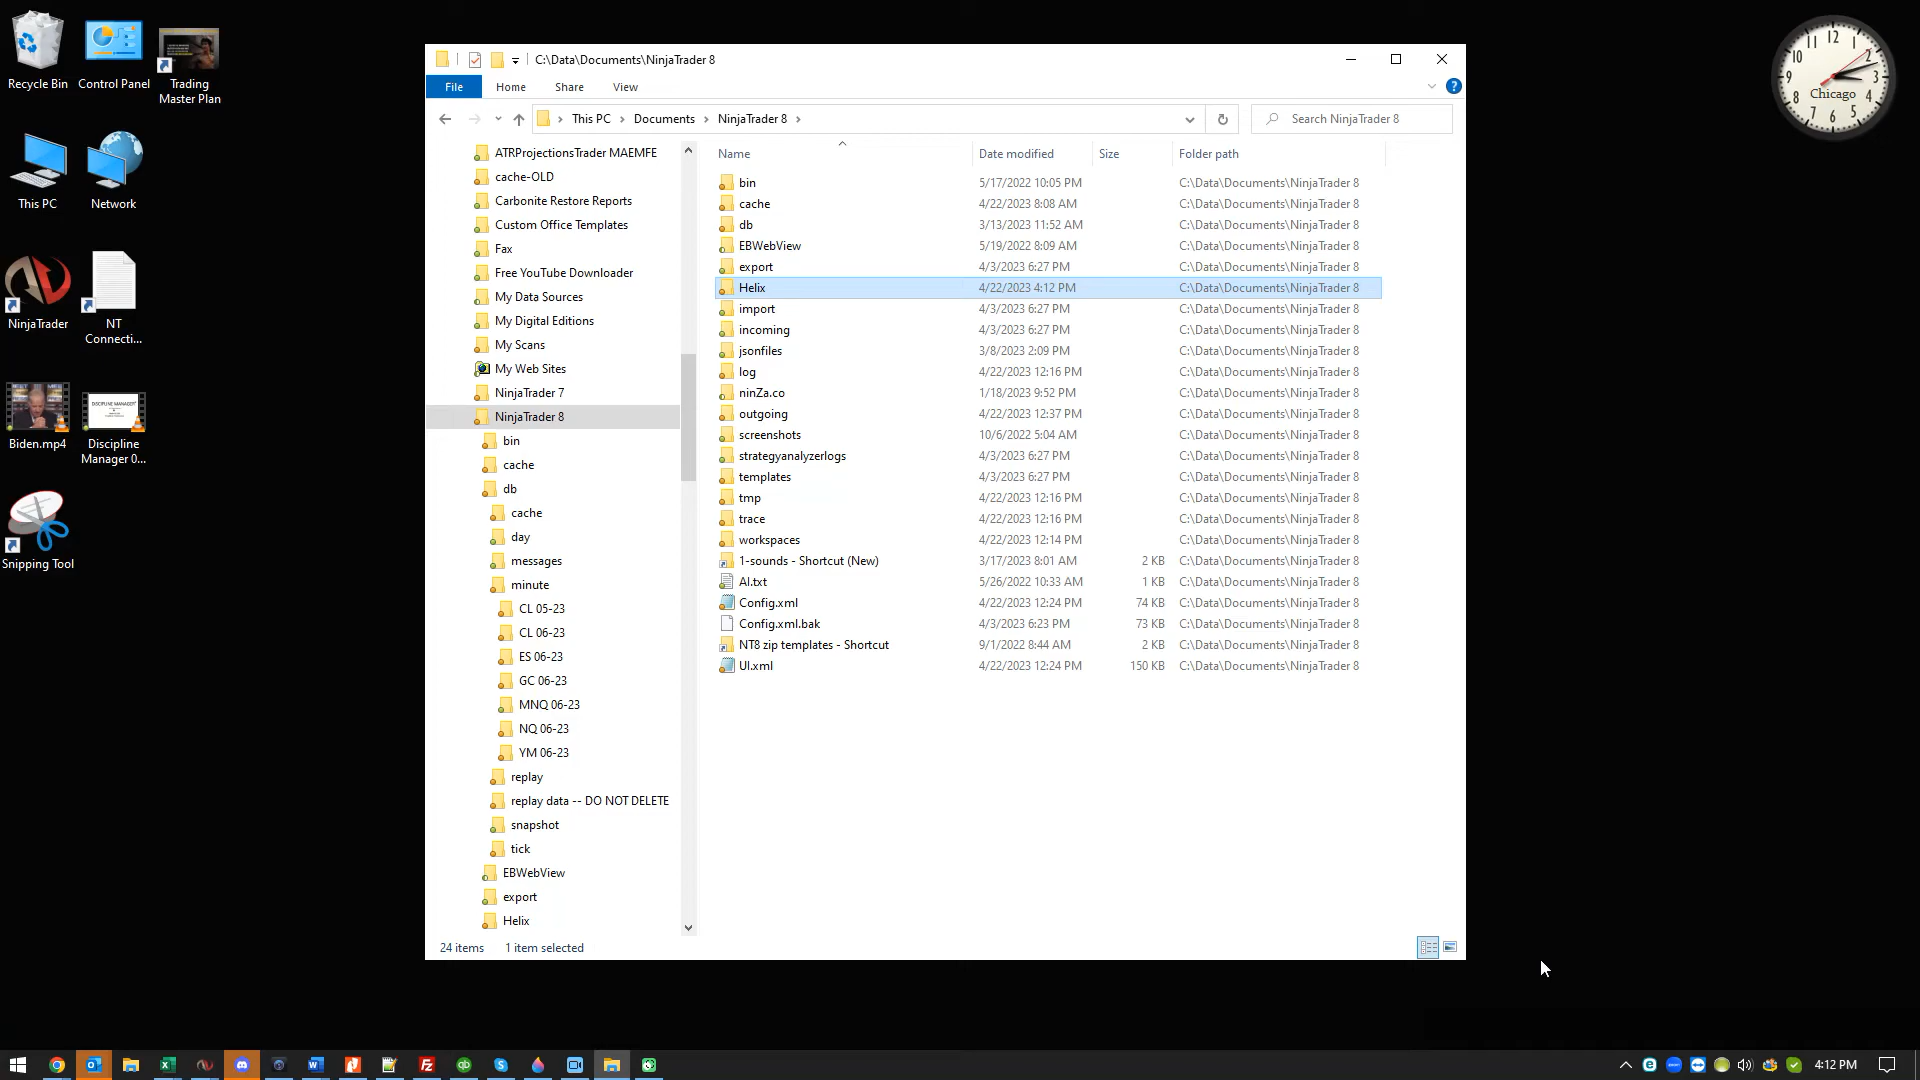 Recycle Bin
Control Panel
Trading
Master Plan
This PC
Network
NinjaTrader
NT
Connecti...
Biden.mp4
Discipline
Manager 0...
Snipping Tool
C:\Data\Documents\NinjaTrader 8
File Home Share View
This PC > Documents > NinjaTrader 8 >
Search NinjaTrader 8
ATRProjectionsTrader MAEMFE
cache-OLD
Carbonite Restore Reports
Custom Office Templates
Fax
Free YouTube Downloader
My Data Sources
My Digital Editions
My Scans
My Web Sites
NinjaTrader 7
NinjaTrader 8
bin
cache
db
cache
day
messages
minute
CL 05-23
CL 06-23
ES 06-23
GC 06-23
MNQ 06-23
NQ 06-23
YM 06-23
replay
replay data -- DO NOT DELETE
snapshot
tick
EBWebView
export
Helix
Name Date modified Size Folder path
bin 5/17/2022 10:05 PM C:\Data\Documents\NinjaTrader 8
cache 4/22/2023 8:08 AM C:\Data\Documents\NinjaTrader 8
db 3/13/2023 11:52 AM C:\Data\Documents\NinjaTrader 8
EBWebView 5/19/2022 8:09 AM C:\Data\Documents\NinjaTrader 8
export 4/3/2023 6:27 PM C:\Data\Documents\NinjaTrader 8
Helix 4/22/2023 4:12 PM C:\Data\Documents\NinjaTrader 8
import 4/3/2023 6:27 PM C:\Data\Documents\NinjaTrader 8
incoming 4/3/2023 6:27 PM C:\Data\Documents\NinjaTrader 8
jsonfiles 3/8/2023 2:09 PM C:\Data\Documents\NinjaTrader 8
log 4/22/2023 12:16 PM C:\Data\Documents\NinjaTrader 8
ninZa.co 1/18/2023 9:52 PM C:\Data\Documents\NinjaTrader 8
outgoing 4/22/2023 12:37 PM C:\Data\Documents\NinjaTrader 8
screenshots 10/6/2022 5:04 AM C:\Data\Documents\NinjaTrader 8
strategyanalyzerlogs 4/3/2023 6:27 PM C:\Data\Documents\NinjaTrader 8
templates 4/3/2023 6:27 PM C:\Data\Documents\NinjaTrader 8
tmp 4/22/2023 12:16 PM C:\Data\Documents\NinjaTrader 8
trace 4/22/2023 12:16 PM C:\Data\Documents\NinjaTrader 8
workspaces 4/22/2023 12:14 PM C:\Data\Documents\NinjaTrader 8
1-sounds - Shortcut (New) 3/17/2023 8:01 AM 2 KB C:\Data\Documents\NinjaTrader 8
AI.txt 5/26/2022 10:33 AM 1 KB C:\Data\Documents\NinjaTrader 8
Config.xml 4/22/2023 12:24 PM 74 KB C:\Data\Documents\NinjaTrader 8
Config.xml.bak 4/3/2023 6:23 PM 73 KB C:\Data\Documents\NinjaTrader 8
NT8 zip templates - Shortcut 9/1/2022 8:44 AM 2 KB C:\Data\Documents\NinjaTrader 8
UI.xml 4/22/2023 12:24 PM 150 KB C:\Data\Documents\NinjaTrader 8
24 items 1 item selected
12
1
2
3
4
5
6
7
8
9
10
11
Chicago
4:12 PM